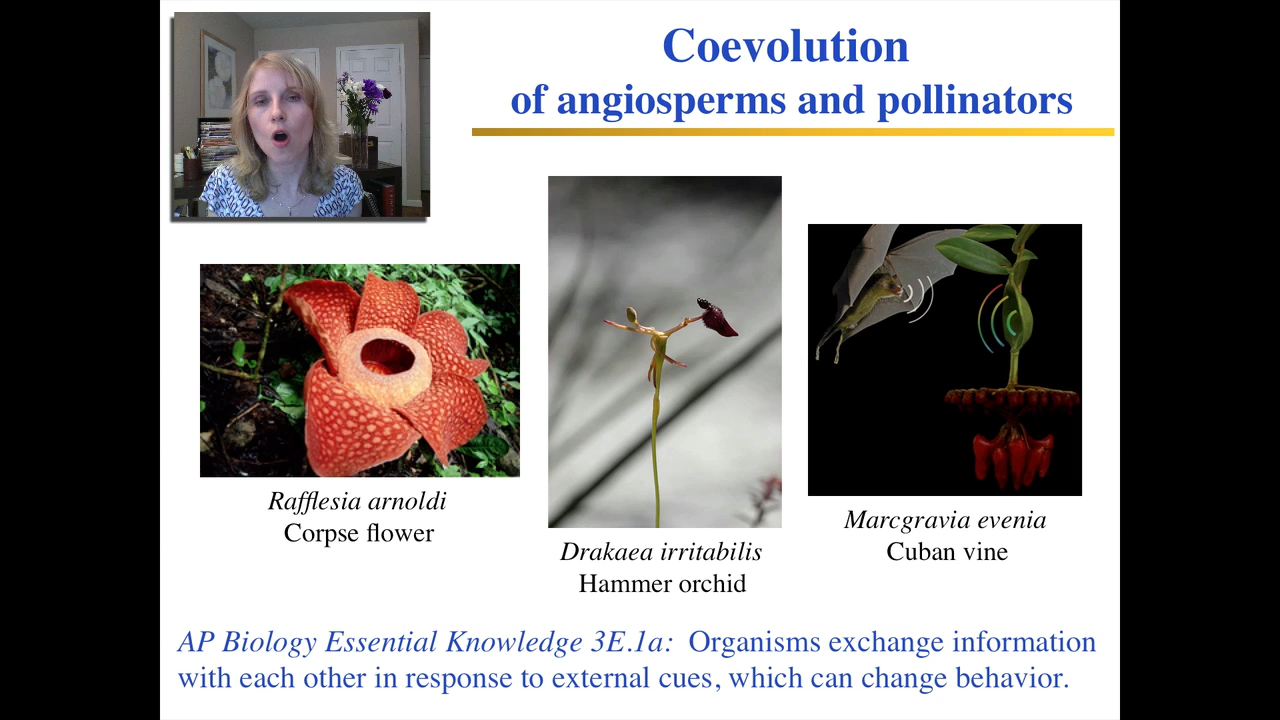 Coevolution
of angiosperms and pollinators
Rafflesia arnoldi
Corpse flower
Drakaea irritabilis
Hammer orchid
Marcgravia evenia
Cuban vine
AP Biology Essential Knowledge 3E.1a: Organisms exchange information
with each other in response to external cues, which can change behavior.